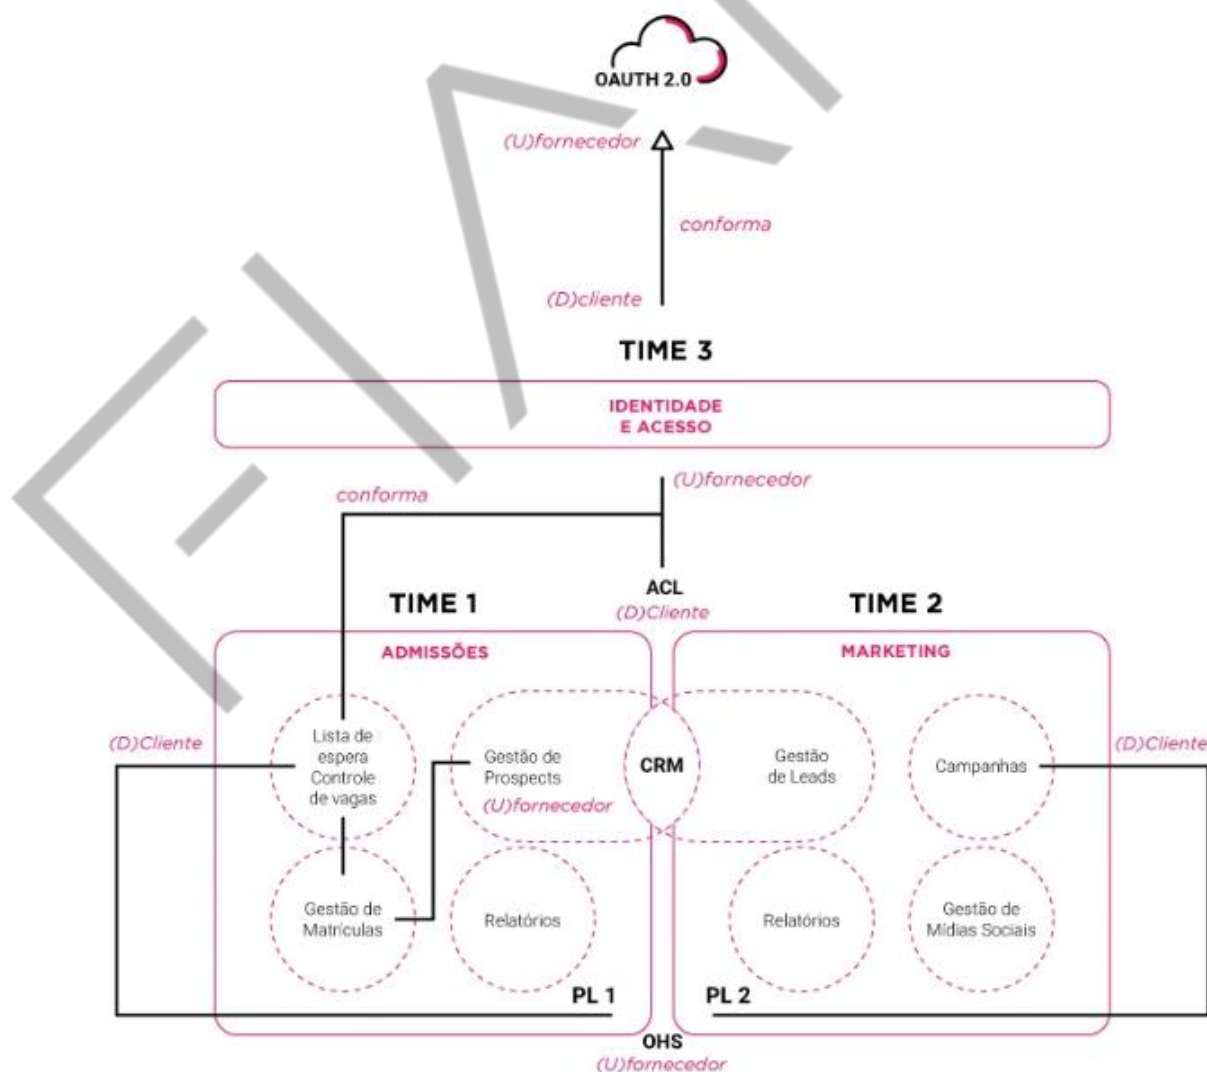 OAUTH 2.0
(U)fornecedor
conforma
(D)cliente
TIME 3
IDENTIDADE
E ACESSO
(U)fornecedor
conforma
ACL
(D)Cliente
TIME 1
TIME 2
ADMISSÕES
MARKETING
(D)Cliente
Lista de
espera
Controle
de vagas
Gestão de
Prospects
(U)fornecedor
CRM
Gestão
de Leads
Campanhas
(D)Cliente
Gestão de
Matrículas
Relatórios
Relatórios
Gestão de
Mídias Sociais
PL 1
PL 2
OHS
(U)fornecedor